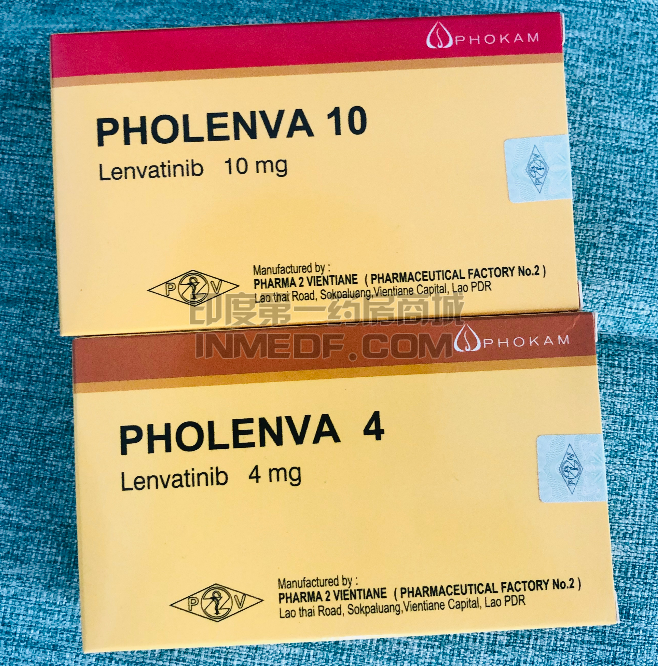 PHOKAM
PHOLENVA 10
Lenvatinib 10 mg
P V
Manufactured by :
PHARMA 2 VIENTIANE ( PHARMACEUTICAL FACTORY No.2 )
Lao thai Road, Sokpaluang,Vientiane Capital, Lao PDR
印度第一药房商城
INMEDF.COM
PHOKAM
PHOLENVA 4
Lenvatinib 4 mg
P V
Manufactured by :
PHARMA 2 VIENTIANE ( PHARMACEUTICAL FACTORY No.2 )
Lao thai Road, Sokpaluang,Vientiane Capital, Lao PDR